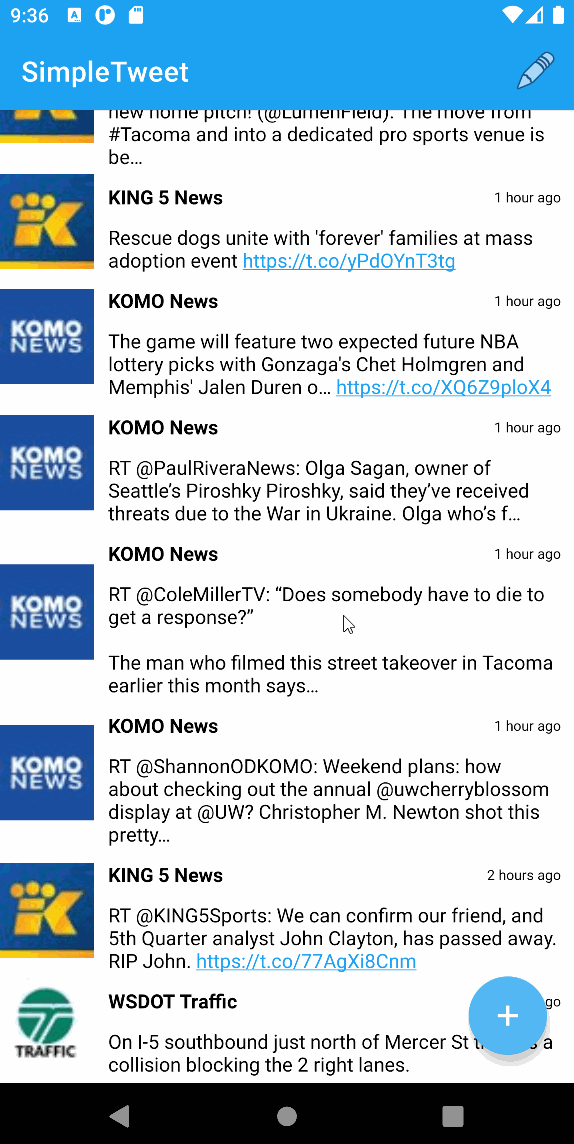 9:36
SimpleTweet
new home pitch! (@LumenField). The move from
#Tacoma and into a dedicated pro sports venue is
be…
KING 5 News
1 hour ago
Rescue dogs unite with 'forever' families at mass
adoption event https://t.co/yPdOYnT3tg
KOMO NEWS
KOMO News
1 hour ago
The game will feature two expected future NBA
lottery picks with Gonzaga's Chet Holmgren and
Memphis' Jalen Duren o… https://t.co/XQ6Z9ploX4
KOMO NEWS
KOMO News
1 hour ago
RT @PaulRiveraNews: Olga Sagan, owner of
Seattle’s Piroshky Piroshky, said they’ve received
threats due to the War in Ukraine. Olga who’s f…
KOMO NEWS
KOMO News
1 hour ago
RT @ColeMillerTV: “Does somebody have to die to
get a response?”
The man who filmed this street takeover in Tacoma
earlier this month says…
KOMO NEWS
KOMO News
1 hour ago
RT @ShannonODKOMO: Weekend plans: how
about checking out the annual @uwcherryblossom
display at @UW? Christopher M. Newton shot this
pretty…
KING 5 News
2 hours ago
RT @KING5Sports: We can confirm our friend, and
5th Quarter analyst John Clayton, has passed away.
RIP John. https://t.co/77AgXi8Cnm
TRAFFIC
WSDOT Traffic
ago
On I-5 southbound just north of Mercer St a
collision blocking the 2 right lanes.